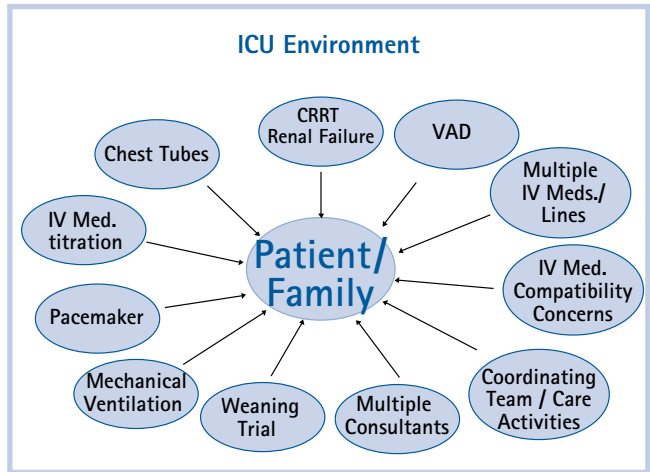 ICU Environment
CRRT
Renal Failure
VAD
Chest Tubes
Multiple
IV Meds./
Lines
IV Med.
titration
Patient/
Family
IV Med.
Compatibility
Concerns
Pacemaker
Mechanical
Ventilation
Weaning
Trial
Multiple
Consultants
Coordinating
Team / Care
Activities